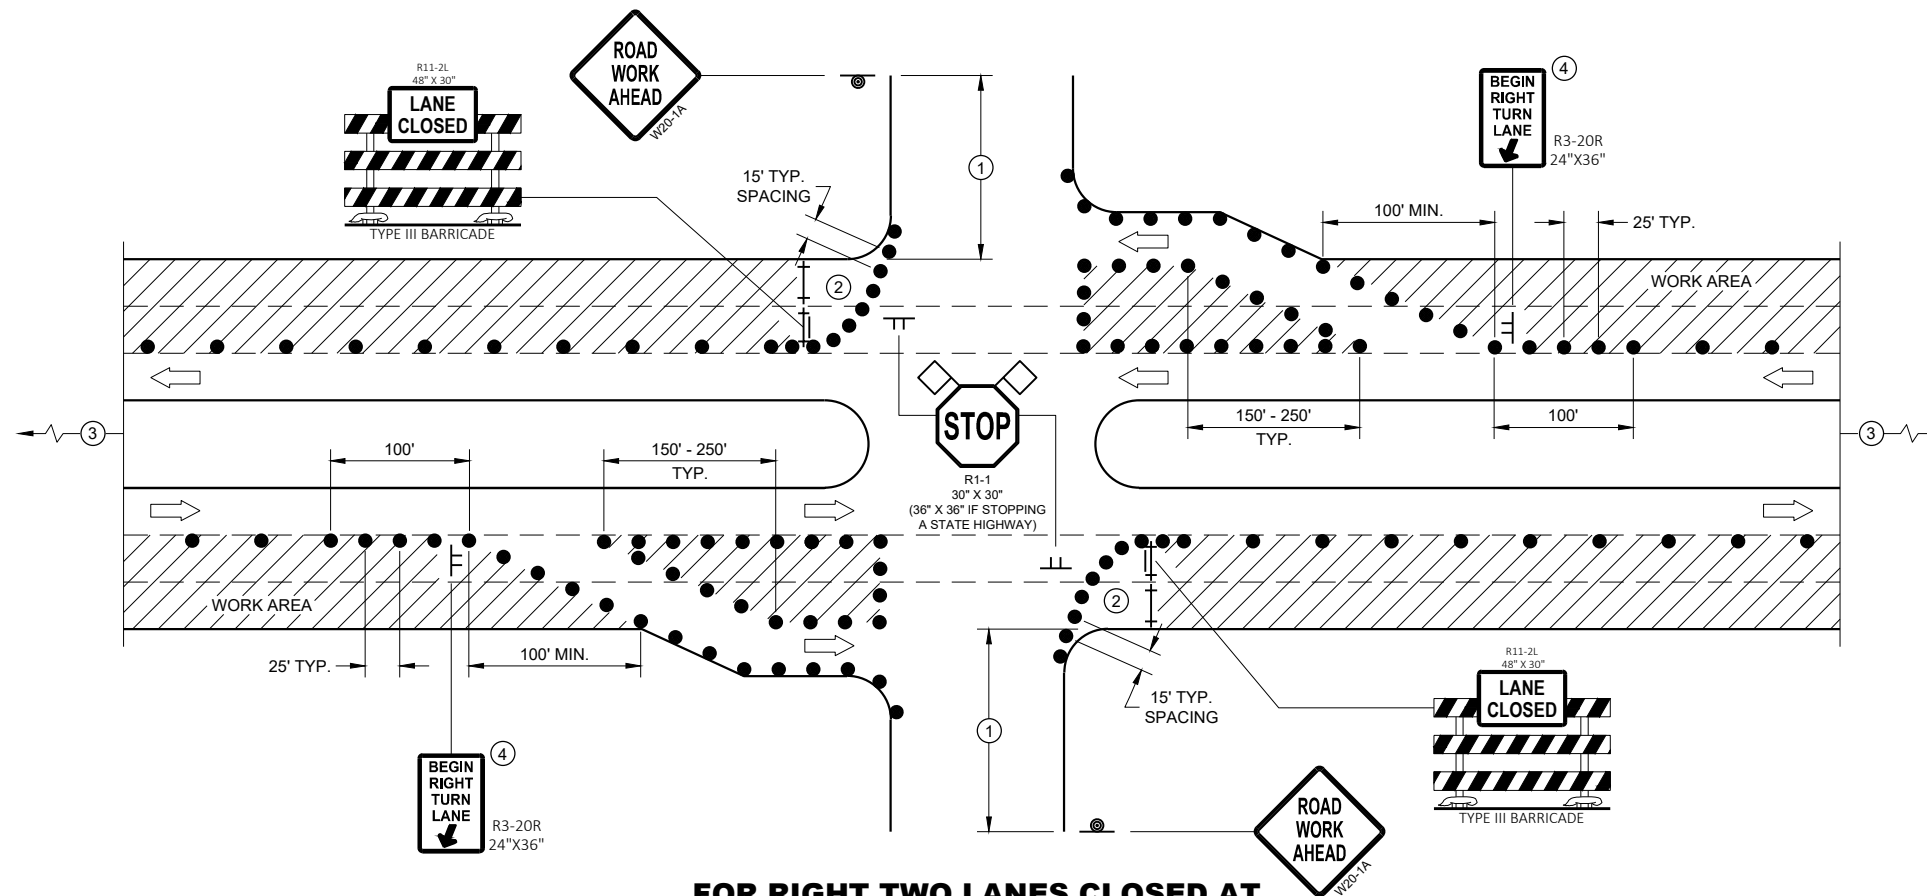 ROAD
WORK
AHEAD
W20-1A
R11-2L
48" X 30"
LANE
CLOSED
TYPE III BARRICADE
15' TYP.
SPACING
1
2
4
BEGIN
RIGHT
TURN
LANE
R3-20R
24"X36"
100' MIN.
25' TYP.
WORK AREA
3
150' - 250'
TYP.
100'
3
100'
150' - 250'
TYP.
STOP
R1-1
30" X 30"
(36" X 36" IF STOPPING
A STATE HIGHWAY)
WORK AREA
25' TYP.
100' MIN.
4
BEGIN
RIGHT
TURN
LANE
R3-20R
24"X36"
1
2
15' TYP.
SPACING
R11-2L
48" X 30"
LANE
CLOSED
TYPE III BARRICADE
ROAD
WORK
AHEAD
W20-1A
FOR RIGHT TWO LANES CLOSED AT